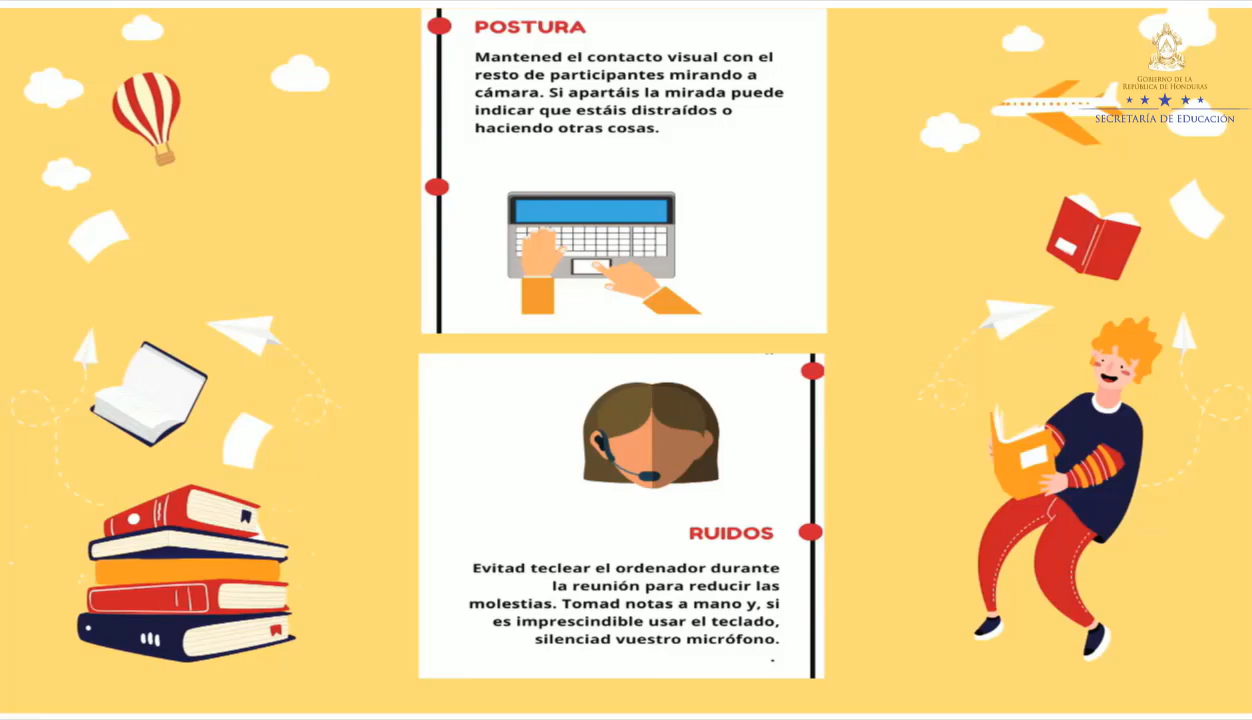 POSTURA
Mantened el contacto visual con el
resto de participantes mirando a
cámara. Si apartáis la mirada puede
indicar que estáis distraídos o
haciendo otras cosas.
GOBIERNO DE LA
REPÚBLICA DE HONDURAS
SECRETARÍA DE EDUCACIÓN
RUIDOS
Evitad teclear el ordenador durante
la reunión para reducir las
molestias. Tomad notas a mano y, si
es imprescindible usar el teclado,
silenciad vuestro micrófono.
.